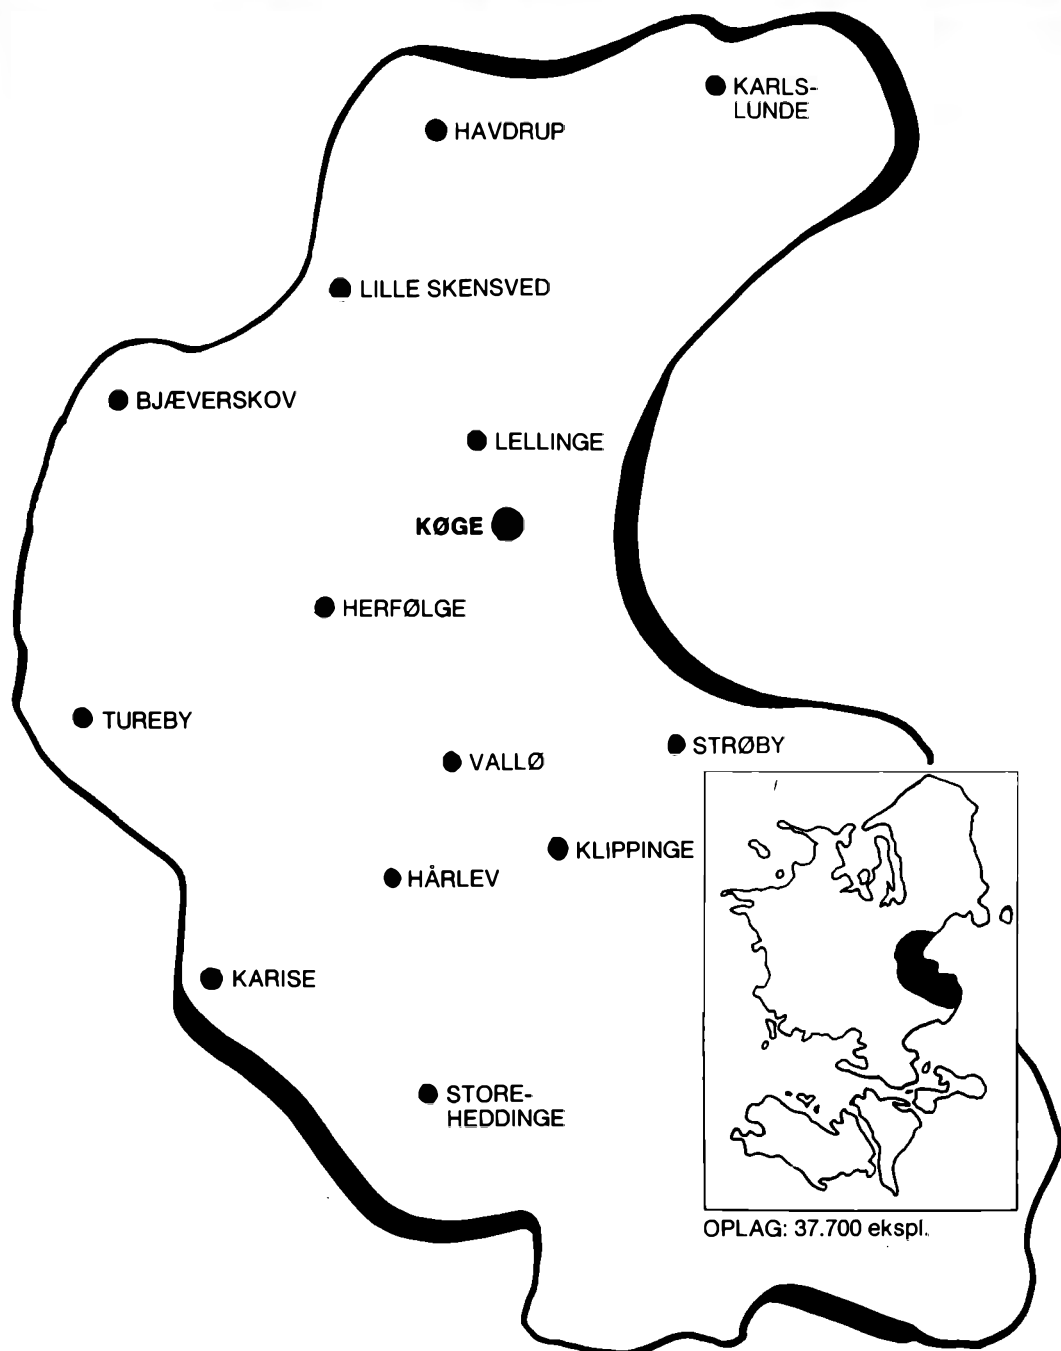 KARLS-
LUNDE
HAVDRUP
LILLE SKENSVED
BJÆVERSKOV
LELLINGE
KØGE
HERFØLGE
TUREBY
STRØBY
VALLØ
KLIPPINGE
HÅRLEV
KARISE
STORE-
HEDDINGE
OPLAG: 37.700 ekspl.